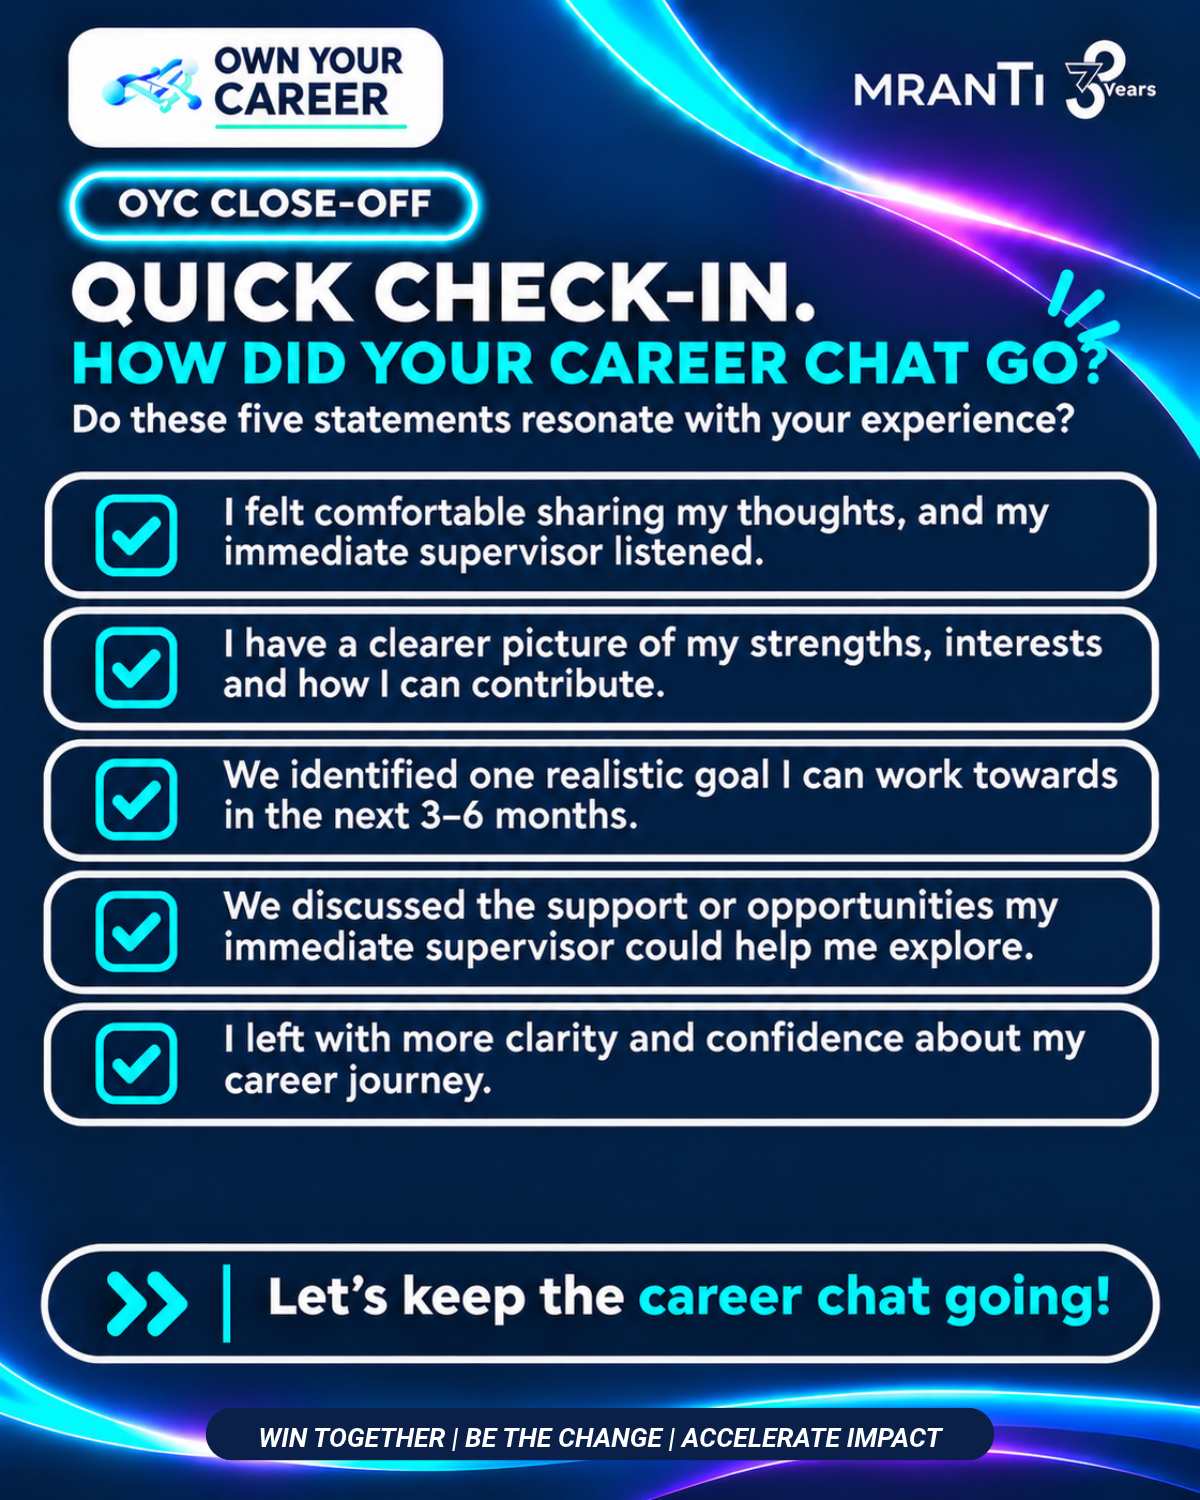 OWN YOUR
CAREER
MRANTI
Years
OYC CLOSE-OFF
QUICK CHECK-IN.
HOW DID YOUR CAREER CHAT GO?
Do these five statements resonate with your experience?
I felt comfortable sharing my thoughts, and my
immediate supervisor listened.
I have a clearer picture of my strengths, interests
and how I can contribute.
We identified one realistic goal I can work towards
in the next 3–6 months.
We discussed the support or opportunities my
immediate supervisor could help me explore.
I left with more clarity and confidence about my
career journey.
Let's keep the career chat going!
WIN TOGETHER | BE THE CHANGE | ACCELERATE IMPACT